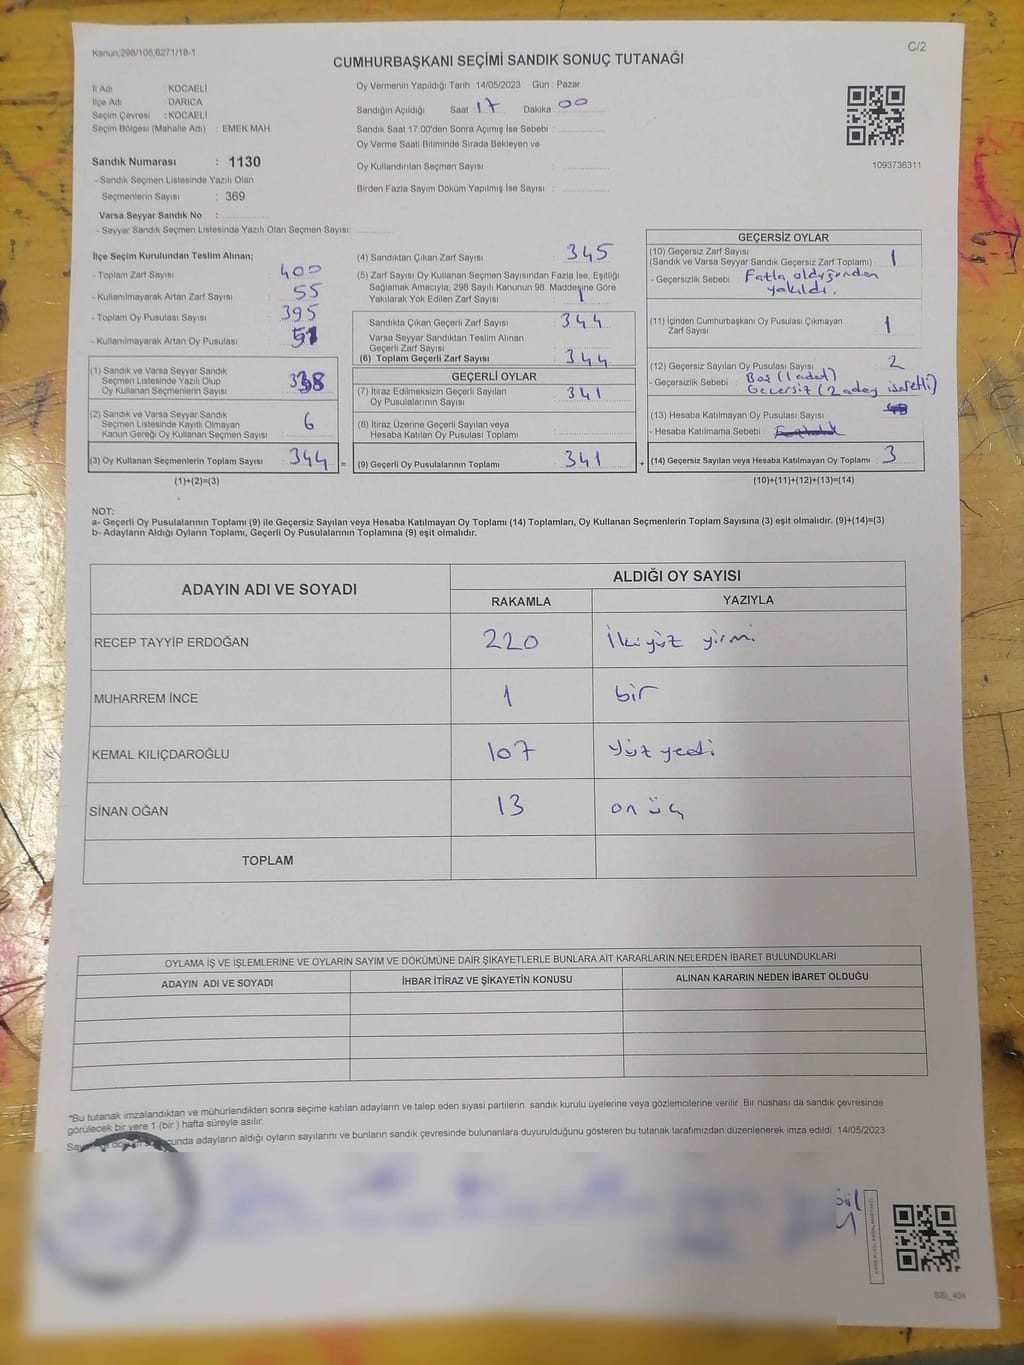 Kanun;298/105;6271/18-1
C/2
CUMHURBAŞKANI SEÇİMİ SANDIK SONUÇ TUTANAĞI
İl Adı : KOCAELİ
İlçe Adı : DARICA
Seçim Çevresi : KOCAELİ
Seçim Bölgesi (Mahalle Adı) : EMEK MAH
Sandık Numarası : 1130
- Sandık Seçmen Listesinde Yazılı Olan
Seçmenlerin Sayısı : 369
Varsa Seyyar Sandık No : ................
- Seyyar Sandık Seçmen Listesinde Yazılı Olan Seçmen Sayısı: ............
Oy Vermenin Yapıldığı Tarih : 14/05/2023 Gün : Pazar
Sandığın Açıldığı Saat : 17 Dakika : 00
Sandık Saat 17:00'den Sonra Açımış İse Sebebi : ................
Oy Verme Saati Bitiminde Sırada Bekleyen ve
Oy Kullandırılan Seçmen Sayısı : ................
Birden Fazla Sayım Döküm Yapılmış İse Sayısı : ................
1093736311
İlçe Seçim Kurulundan Teslim Alınan;
- Toplam Zarf Sayısı : 400
- Kullanılmayarak Artan Zarf Sayısı : 55
- Toplam Oy Pusulası Sayısı : 395
- Kullanılmayarak Artan Oy Pusulası : 51
(1) Sandık ve Varsa Seyyar Sandık
Seçmen Listesinde Yazılı Olup
Oy Kullanan Seçmenlerin Sayısı : 338
(2) Sandık ve Varsa Seyyar Sandık
Seçmen Listesinde Kayıtlı Olmayan
Kanun Gereği Oy Kullanan Seçmen Sayısı : 6
(3) Oy Kullanan Seçmenlerin Toplam Sayısı : 344 =
(1)+(2)=(3)
(4) Sandıktan Çıkan Zarf Sayısı : 345
(5) Zarf Sayısı Oy Kullanan Seçmen Sayısından Fazla İse, Eşitliği
Sağlamak Amacıyla; 298 Sayılı Kanunun 98. Maddesine Göre
Yakılarak Yok Edilen Zarf Sayısı : 1
Sandıkta Çıkan Geçerli Zarf Sayısı : 344
Varsa Seyyar Sandıktan Teslim Alınan
Geçerli Zarf Sayısı
(6) Toplam Geçerli Zarf Sayısı : 344
GEÇERLİ OYLAR
(7) İtiraz Edilmeksizin Geçerli Sayılan
Oy Pusulalarının Sayısı : 341
(8) İtiraz Üzerine Geçerli Sayılan veya
Hesaba Katılan Oy Pusulası Toplamı : ............
(9) Geçerli Oy Pusulalarının Toplamı : 341 +
GEÇERSİZ OYLAR
(10) Geçersiz Zarf Sayısı
(Sandık ve Varsa Seyyar Sandık Geçersiz Zarf Toplamı) : 1
- Geçersizlik Sebebi : Fazla olduğundan
yakıldı.
(11) İçinden Cumhurbaşkanı Oy Pusulası Çıkmayan
Zarf Sayısı : 1
(12) Geçersiz Sayılan Oy Pusulası Sayısı : 2
- Geçersizlik Sebebi : Boş (1 adet)
Geçersiz (2 aday işaretli)
(13) Hesaba Katılmayan Oy Pusulası Sayısı :
- Hesaba Katılmama Sebebi :
(14) Geçersiz Sayılan veya Hesaba Katılmayan Oy Toplamı : 3
(10)+(11)+(12)+(13)=(14)
NOT:
a- Geçerli Oy Pusulalarının Toplamı (9) ile Geçersiz Sayılan veya Hesaba Katılmayan Oy Toplamı (14) Toplamları, Oy Kullanan Seçmenlerin Toplam Sayısına (3) eşit olmalıdır. (9)+(14)=(3)
b- Adayların Aldığı Oyların Toplamı, Geçerli Oy Pusulalarının Toplamına (9) eşit olmalıdır.
ADAYIN ADI VE SOYADI
ALDIĞI OY SAYISI
RAKAMLA YAZIYLA
RECEP TAYYİP ERDOĞAN 220 İkiyüz yirmi
MUHARREM İNCE 1 bir
KEMAL KILIÇDAROĞLU 107 Yüz yedi
SİNAN OĞAN 13 on üç
TOPLAM
OYLAMA İŞ VE İŞLEMLERİNE VE OYLARIN SAYIM VE DÖKÜMÜNE DAİR ŞİKAYETLERLE BUNLARA AİT KARARLARIN NELERDEN İBARET BULUNDUKLARI
ADAYIN ADI VE SOYADI İHBAR İTİRAZ VE ŞİKAYETİN KONUSU ALINAN KARARIN NEDEN İBARET OLDUĞU
*Bu tutanak imzalandıktan ve mühürlendikten sonra seçime katılan adayların ve talep eden siyasi partilerin sandık kurulu üyelerine veya gözlemcilerine verilir. Bir nüshası da sandık çevresinde
görülecek bir yere 1 (bir ) hafta süreyle asılır.
adayların aldığı oyların sayılarını ve bunların sandık çevresinde bulunanlara duyurulduğunu gösteren bu tutanak tarafımızdan düzenlenerek imza edildi. 14/05/2023
SSI_404